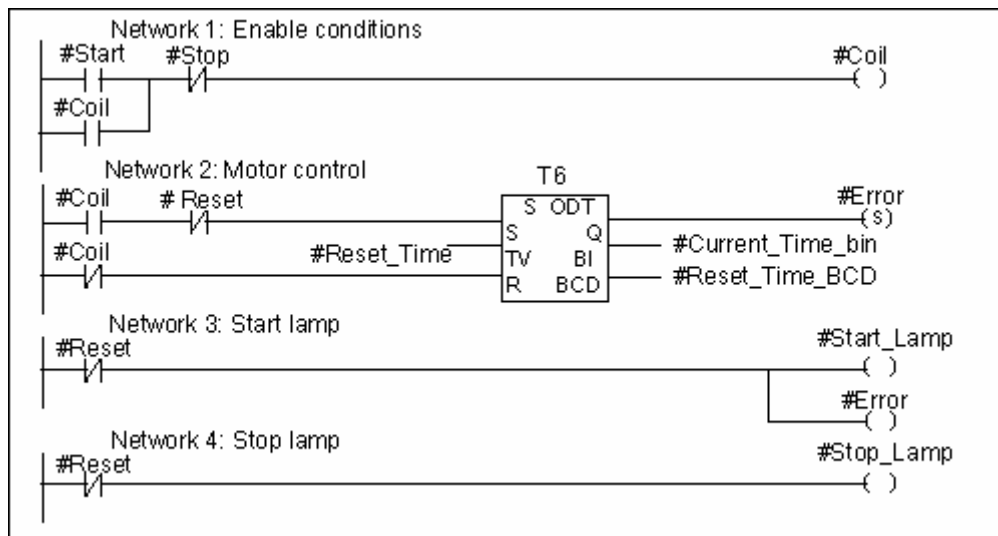 Network 1: Enable conditions
#Start #Stop #Coil
( )
#Coil
Network 2: Motor control
T6
#Coil # Reset #Error
S ODT
(s)
S Q
#Coil #Reset_Time TV BI #Current_Time_bin
R BCD #Reset_Time_BCD
Network 3: Start lamp
#Reset #Start_Lamp
( )
#Error
( )
Network 4: Stop lamp
#Reset #Stop_Lamp
( )